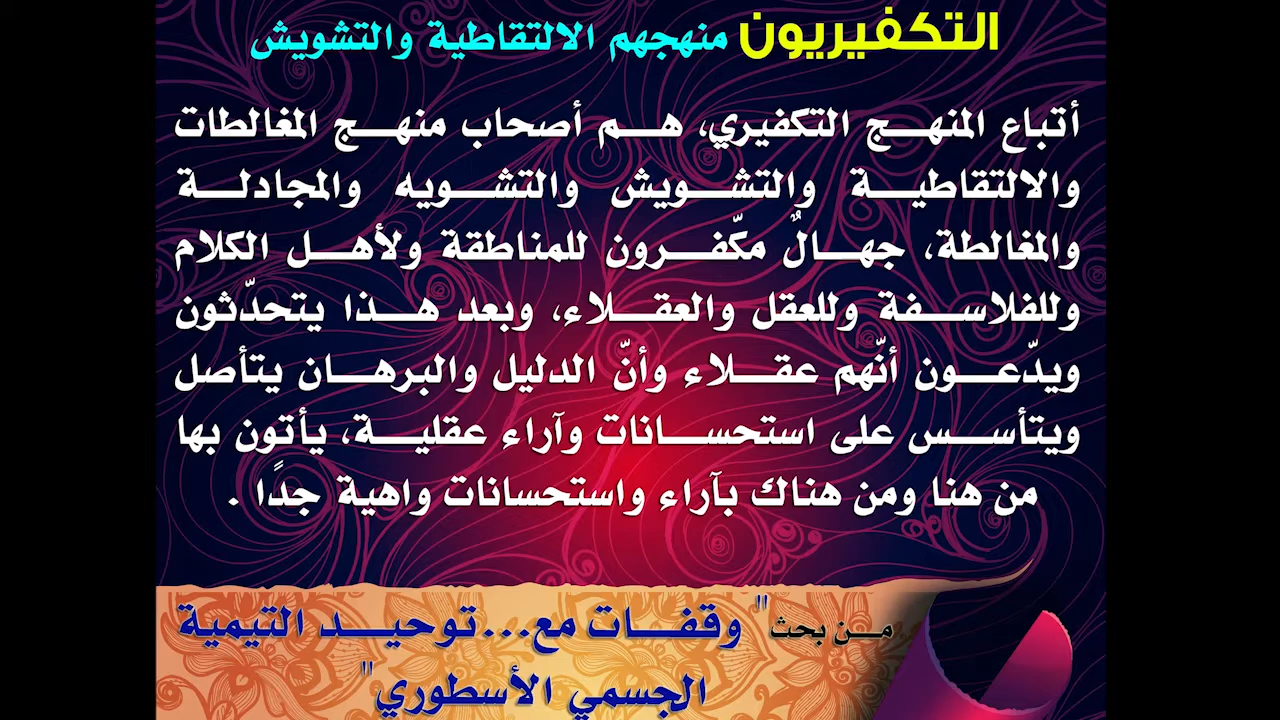 التكفيريون منهجهم الالتقاطية والتشويش
أتباع المنهج التكفيري، هم أصحاب منهج المغالطات
والالتقاطية والتشويش والتشويه والمجادلة
والمغالطة، جهالٌ مكّفرون للمناطقة ولأهل الكلام
وللفلاسفة وللعقل والعقلاء، وبعد هذا يتحدّثون
ويدّعون أنّهم عقلاء وأنّ الدليل والبرهان يتأصل
ويتأسس على استحسانات وآراء عقلية، يأتون بها
من هنا ومن هناك بآراء واستحسانات واهية جدًا .
من بحث " وقفات مع...توحيد التيمية
الجسمي الأسطوري"